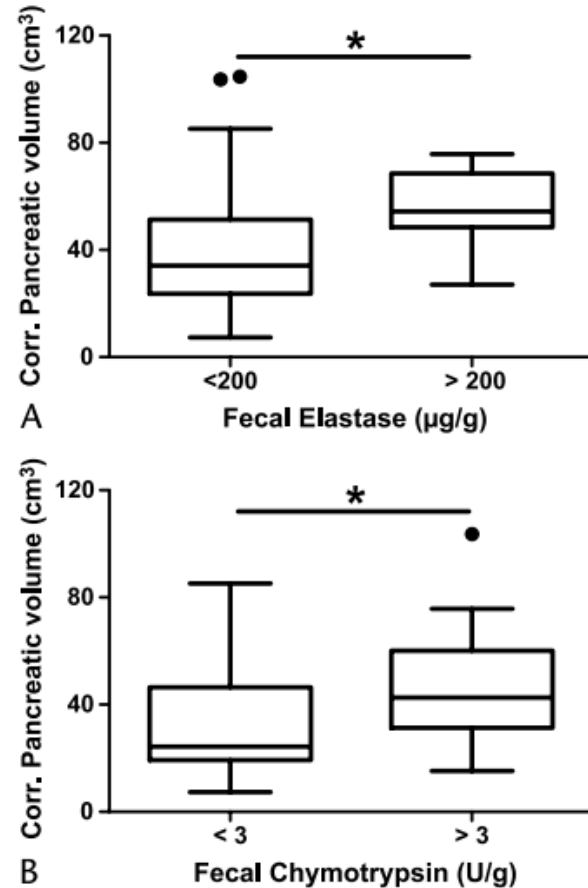 120
*
80
40
0
Corr. Pancreatic volume (cm³)
<200
> 200
A
Fecal Elastase (µg/g)
120
*
80
40
0
Corr. Pancreatic volume (cm³)
< 3
> 3
B
Fecal Chymotrypsin (U/g)